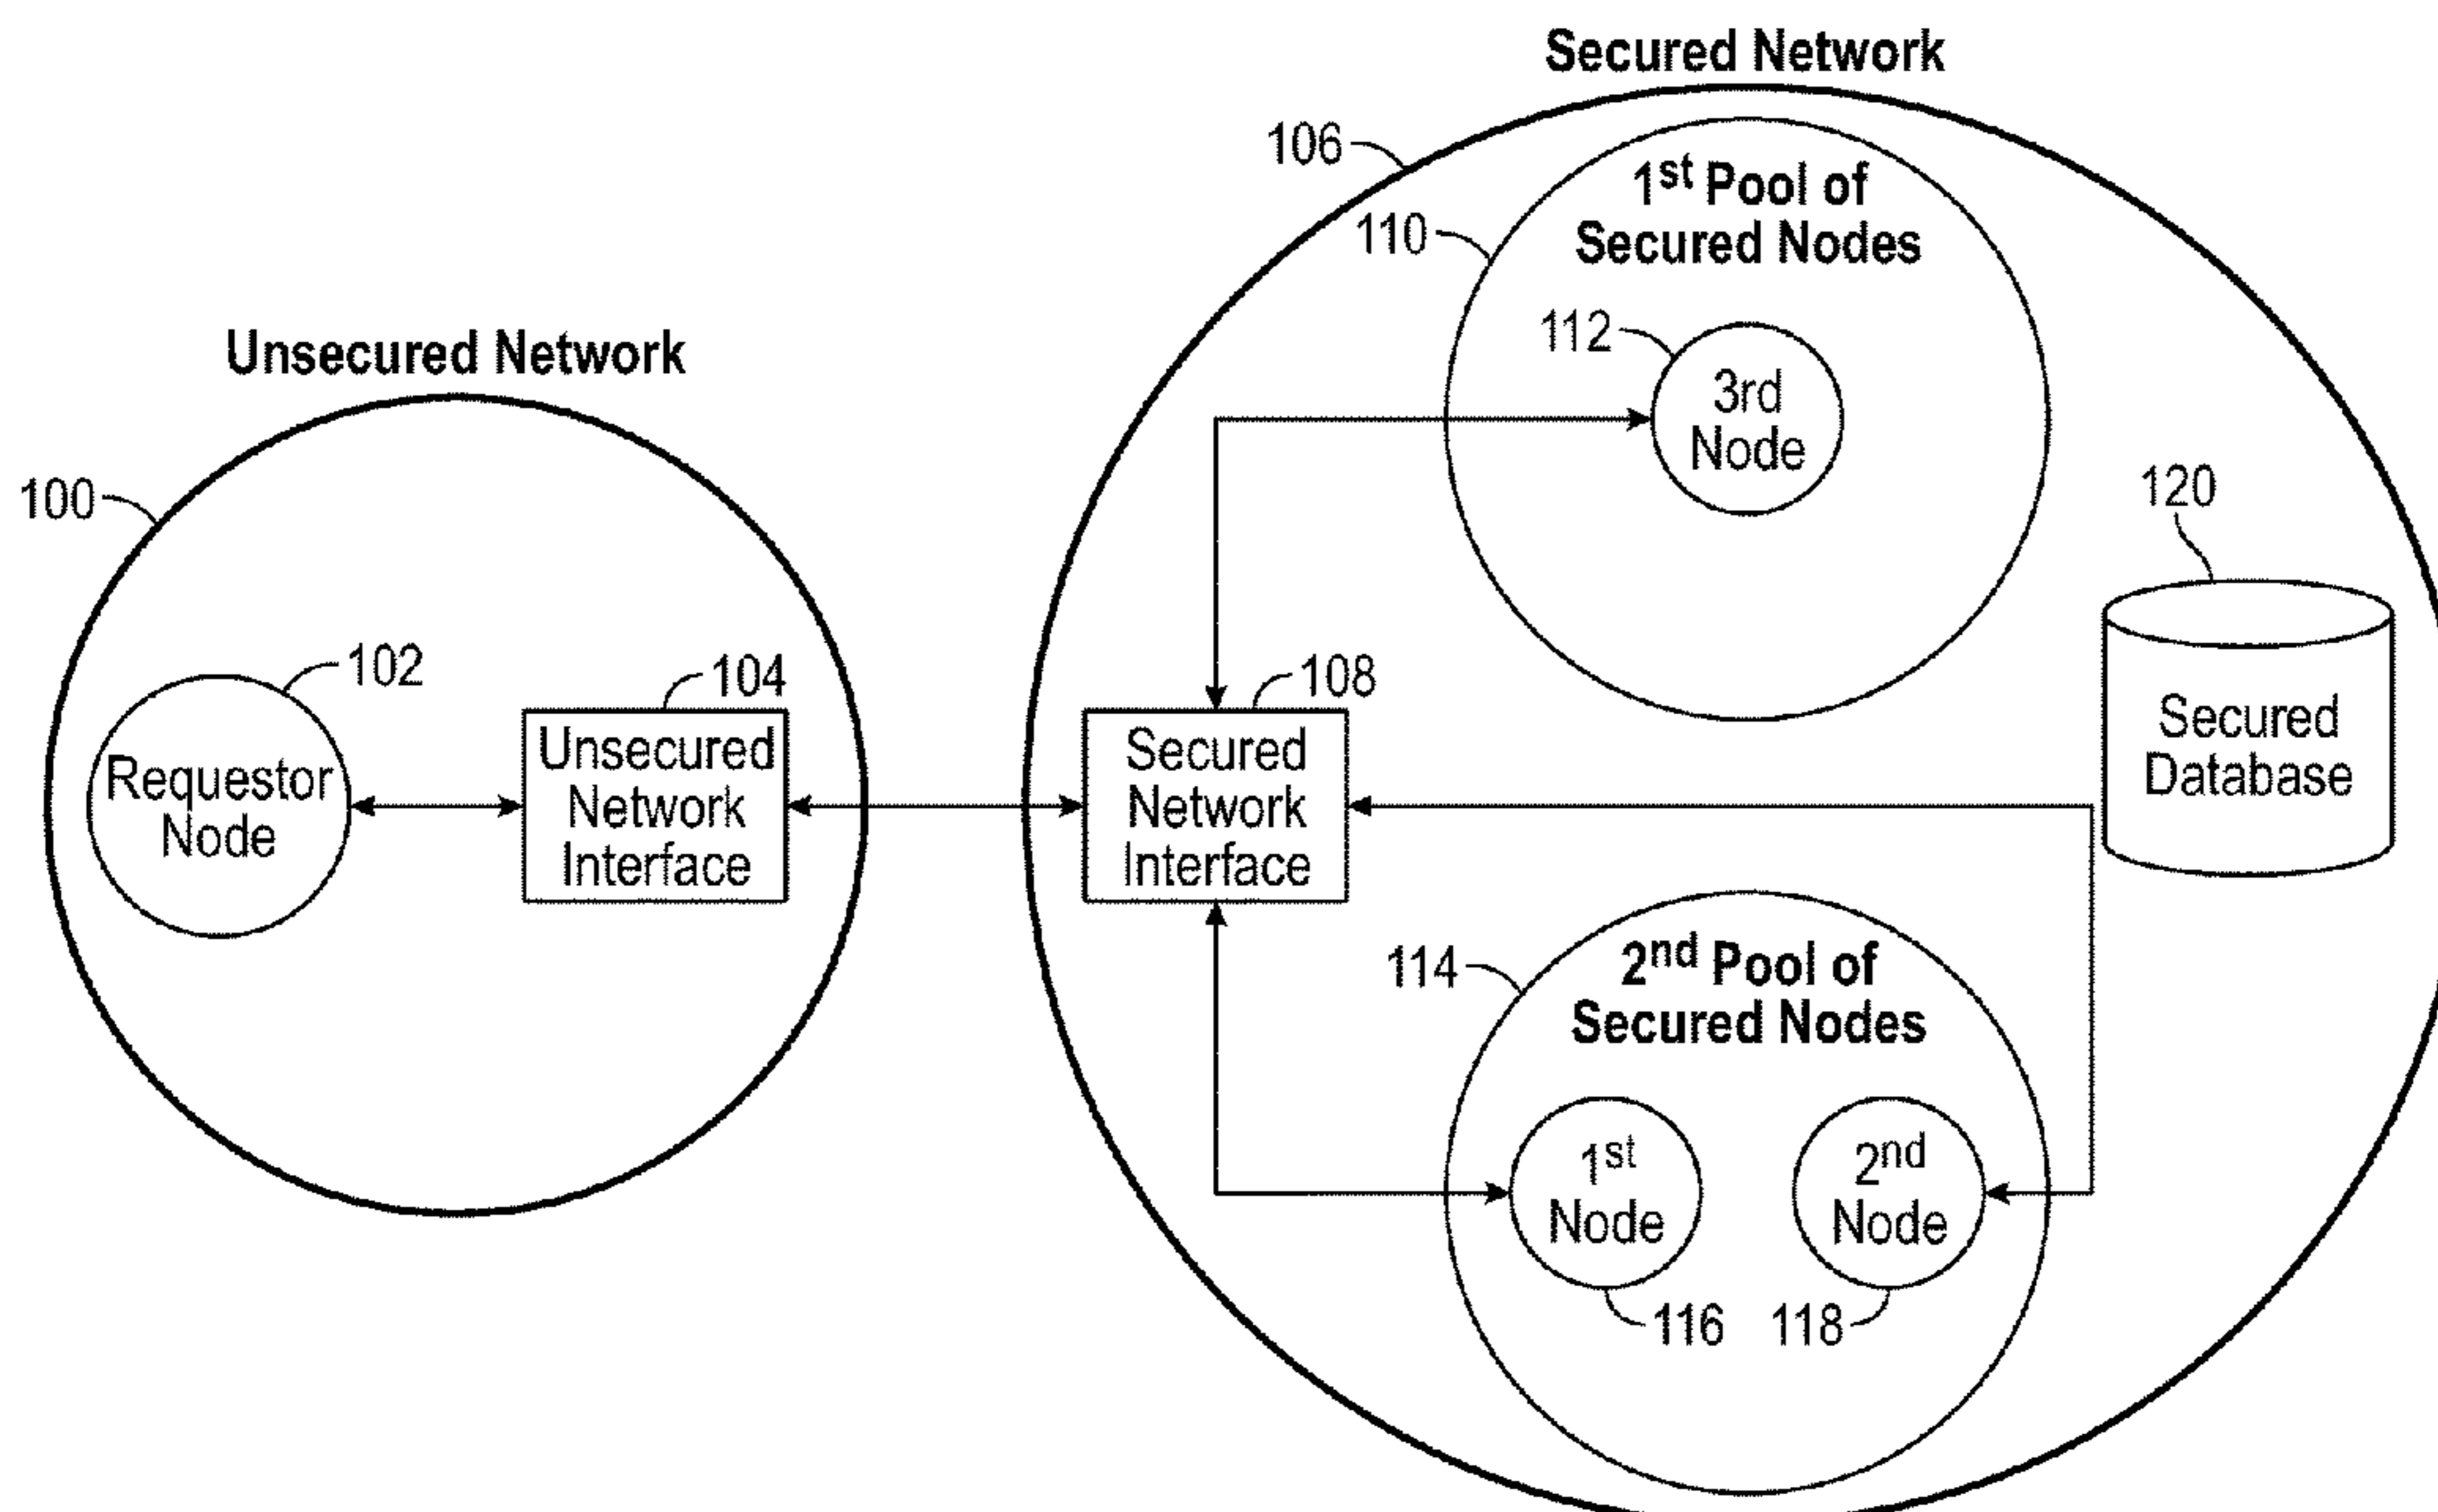 Secured Network
106
1st Pool of
Secured Nodes
110
112
3rd
Node
Unsecured Network
100
120
102
104
108
Requestor
Node
Unsecured
Network
Interface
Secured
Network
Interface
Secured
Database
114
2nd Pool of
Secured Nodes
1st
Node
2nd
Node
116
118